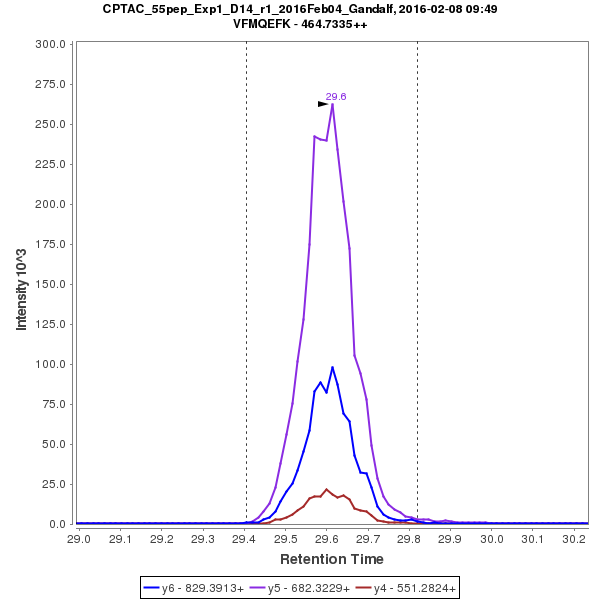 CPTAC_55pep_Exp1_D14_r1_2016Feb04_Gandalf, 2016-02-08 09:49
VFMQEFK - 464.7335++
300.0
275.0
250.0
225.0
200.0
175.0
150.0
125.0
100.0
75.0
50.0
25.0
0.0
Intensity 10^3
29.6
29.0 29.1 29.2 29.3 29.4 29.5 29.6 29.7 29.8 29.9 30.0 30.1 30.2
Retention Time
y6 - 829.3913+ y5 - 682.3229+ y4 - 551.2824+